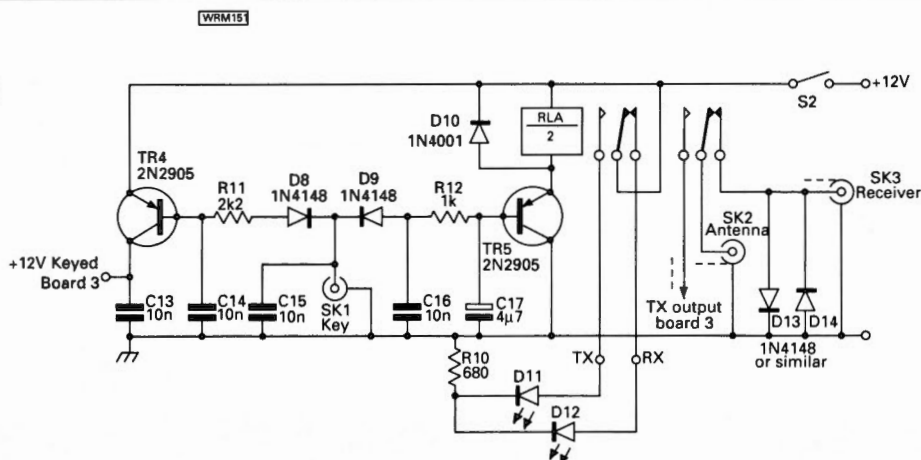 WRM151
+12V
S2
D10
1N4001
RLA
2
TR4
2N2905
R11
2k2
D8
1N4148
D9
1N4148
R12
1k
TR5
2N2905
SK3
Receiver
SK2
Antenna
+12V Keyed
Board 3
C13
10n
C14
10n
C15
10n
SK1
Key
C16
10n
C17
4µ7
TX output
board 3
D13
D14
1N4148
or similar
R10
680
TX
RX
D11
D12